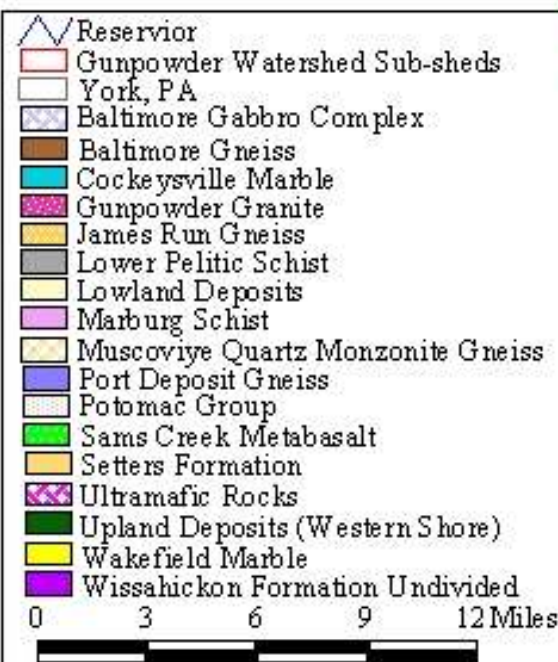 Reservior
Gunpowder Watershed Sub-sheds
York, PA
Baltimore Gabbro Complex
Baltimore Gneiss
Cockeysville Marble
Gunpowder Granite
James Run Gneiss
Lower Pelitic Schist
Lowland Deposits
Marburg Schist
Muscoviye Quartz Monzonite Gneiss
Port Deposit Gneiss
Potomac Group
Sams Creek Metabasalt
Setters Formation
Ultramafic Rocks
Upland Deposits (Western Shore)
Wakefield Marble
Wissahickon Formation Undivided
0 3 6 9 12 Miles